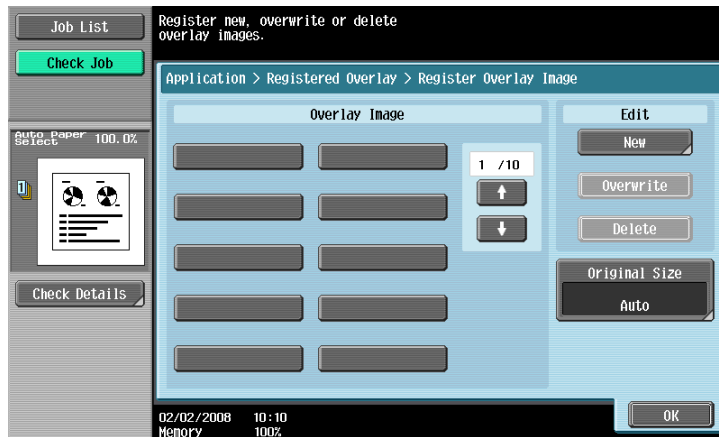 Job List
Check Job
Register new, overwrite or delete
overlay images.
Application > Registered Overlay > Register Overlay Image
Auto Paper
Select 100.0%
1
Check Details
Overlay Image
1 /10
Edit
New
Overwrite
Delete
Original Size
Auto
02/02/2008 10:10
Memory 100%
OK